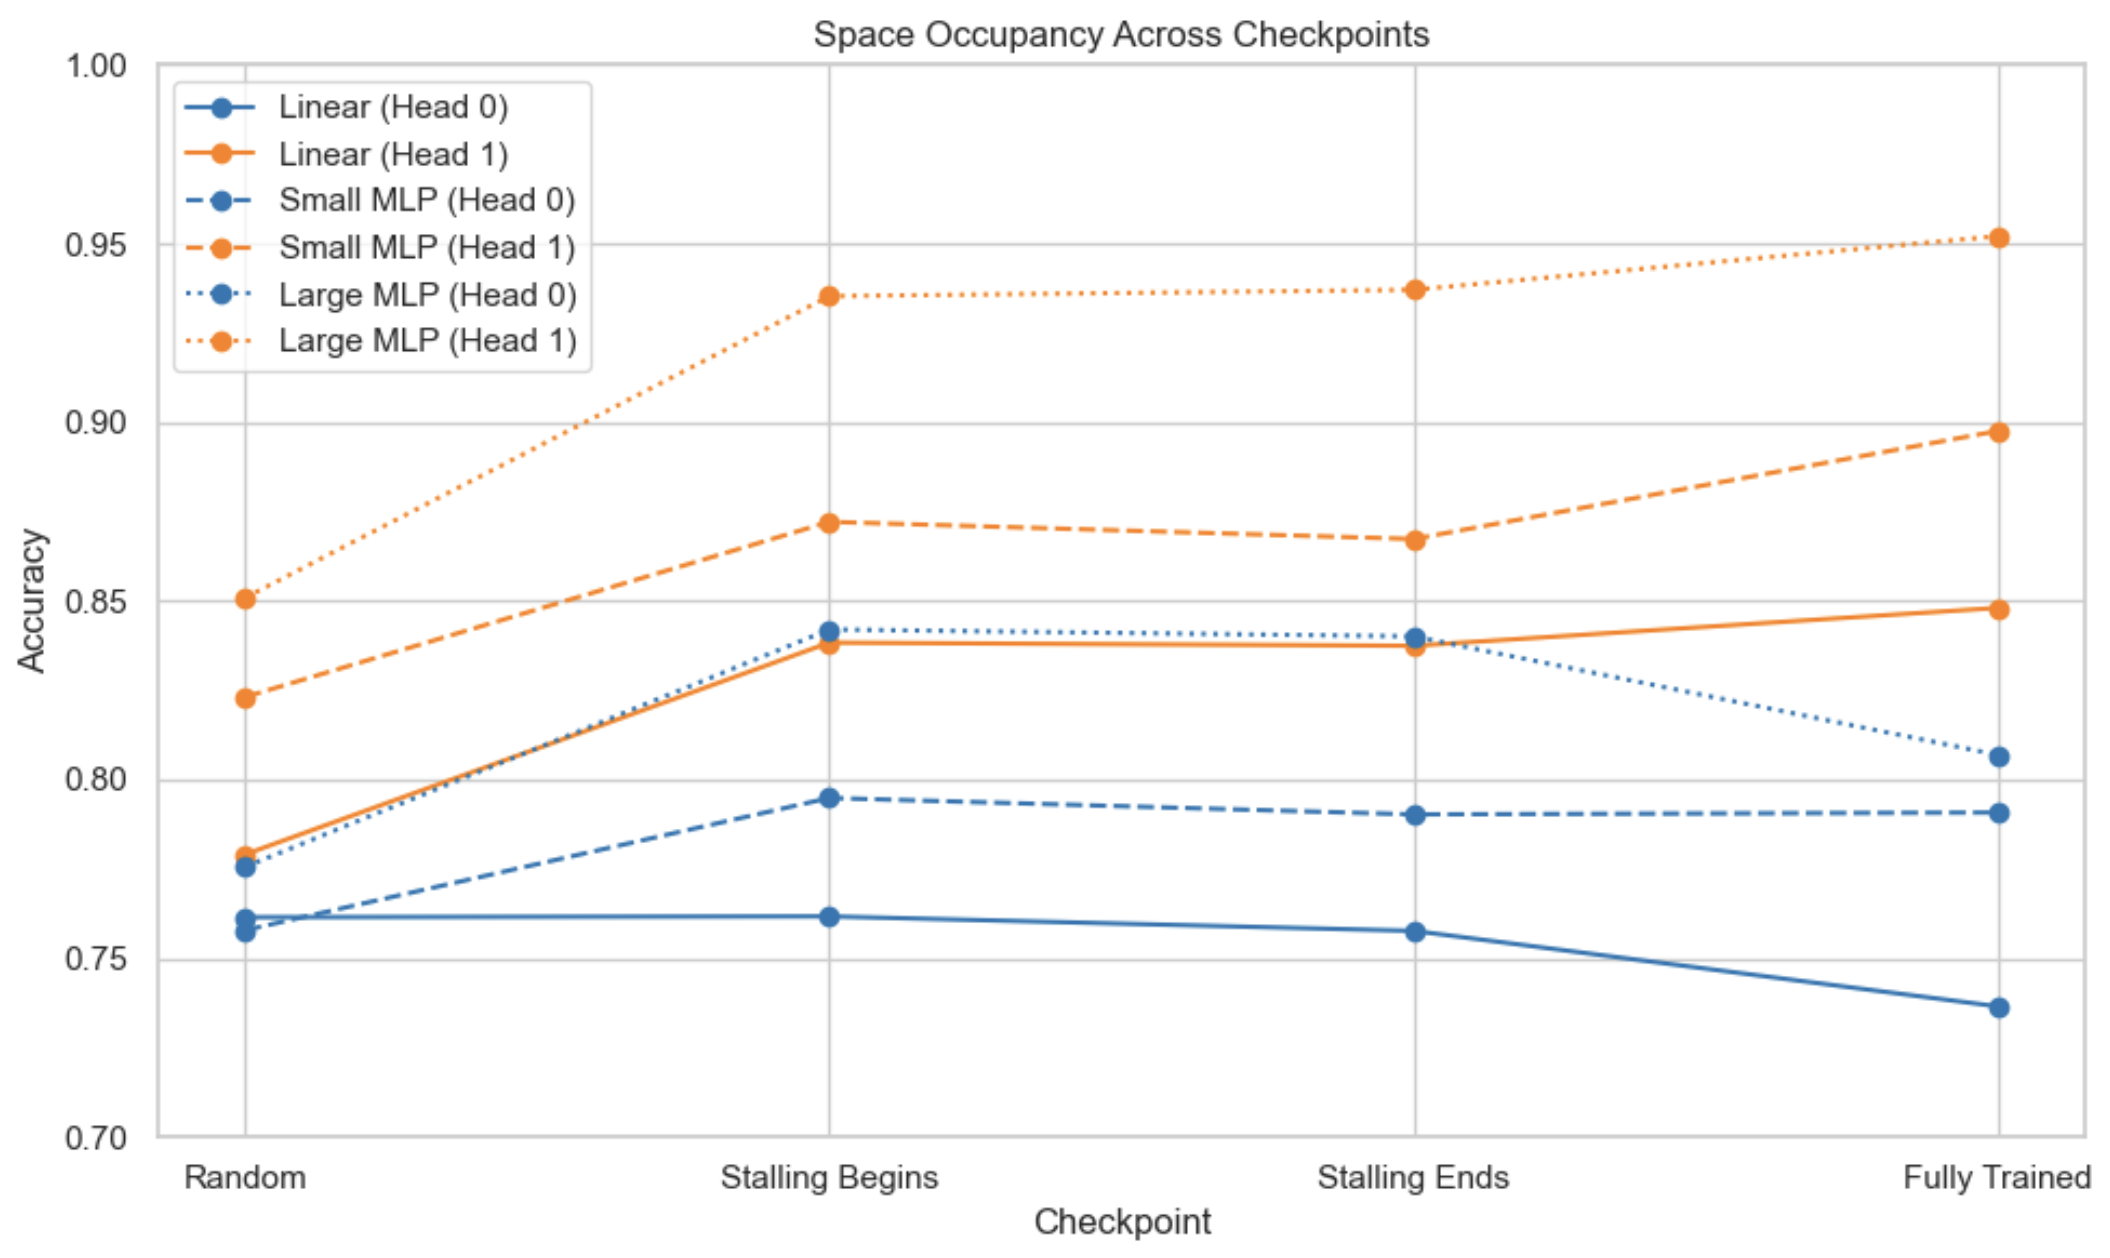 Space Occupancy Across Checkpoints
1.00
0.95
0.90
0.85
0.80
0.75
0.70
Accuracy
Linear (Head 0)
Linear (Head 1)
Small MLP (Head 0)
Small MLP (Head 1)
Large MLP (Head 0)
Large MLP (Head 1)
Random
Stalling Begins
Stalling Ends
Fully Trained
Checkpoint